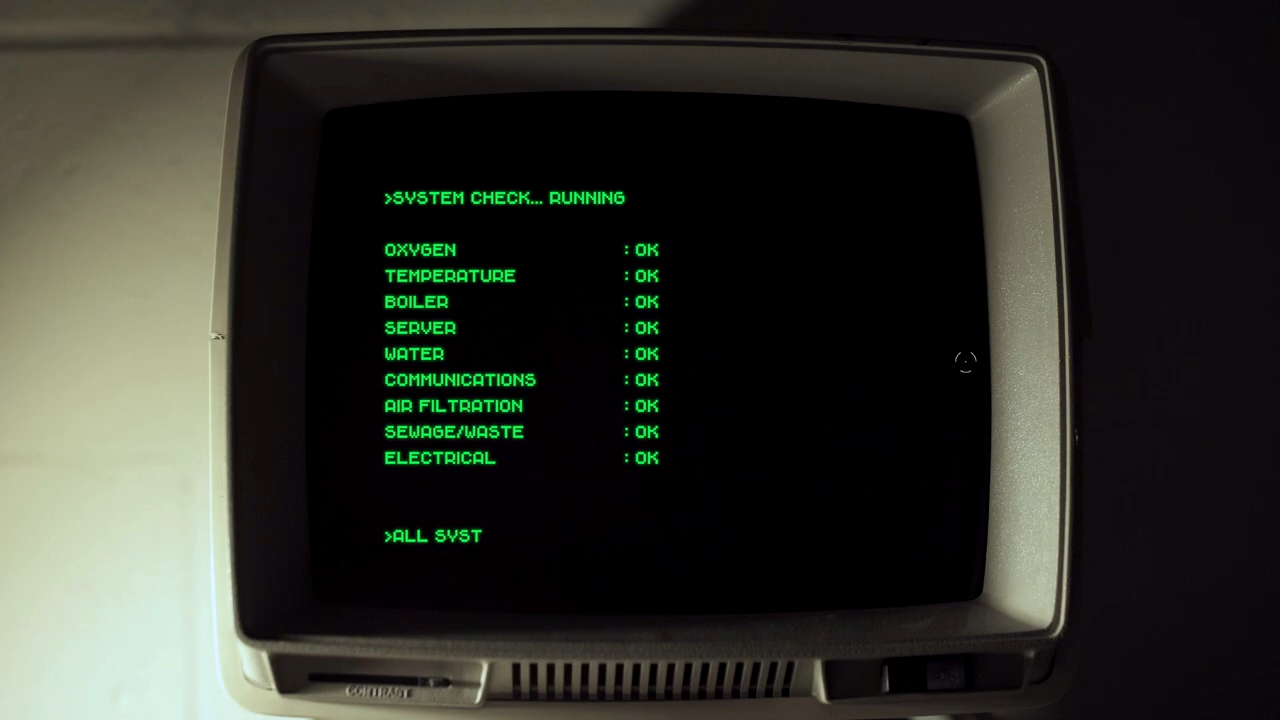 >SYSTEM CHECK... RUNNING
OXYGEN : OK
TEMPERATURE : OK
BOILER : OK
SERVER : OK
WATER : OK
COMMUNICATIONS : OK
AIR FILTRATION : OK
SEWAGE/WASTE : OK
ELECTRICAL : OK
>ALL SYST
CONTRAST